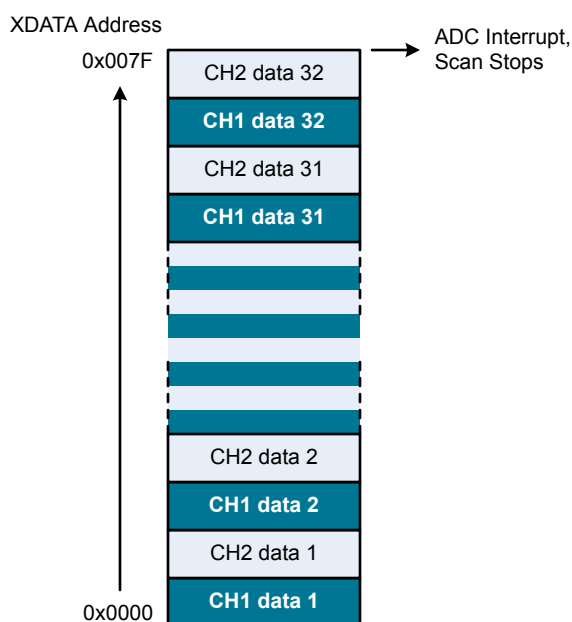 XDATA Address
0x007F
ADC Interrupt,
Scan Stops
CH2 data 32
CH1 data 32
CH2 data 31
CH1 data 31
CH2 data 2
CH1 data 2
CH2 data 1
CH1 data 1
0x0000